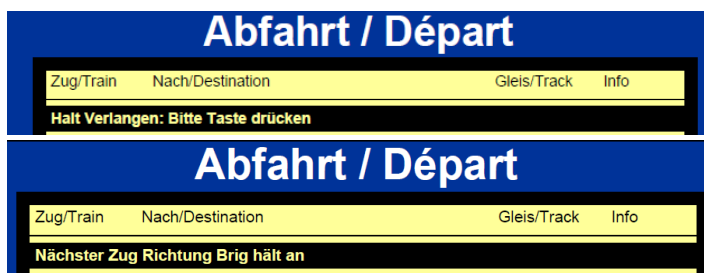 Abfahrt / Départ
Zug/Train Nach/Destination Gleis/Track Info
Halt Verlangen: Bitte Taste drücken
Abfahrt / Départ
Zug/Train Nach/Destination Gleis/Track Info
Nächster Zug Richtung Brig hält an